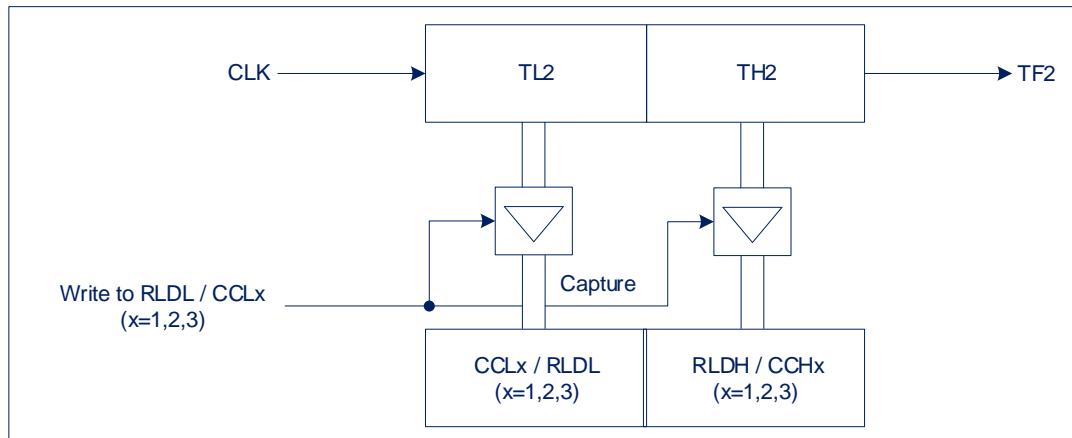 CLK
TL2
TH2
TF2
Write to RLDL / CCLx
(x=1,2,3)
Capture
CCLx / RLDL
(x=1,2,3)
RLDH / CCHx
(x=1,2,3)